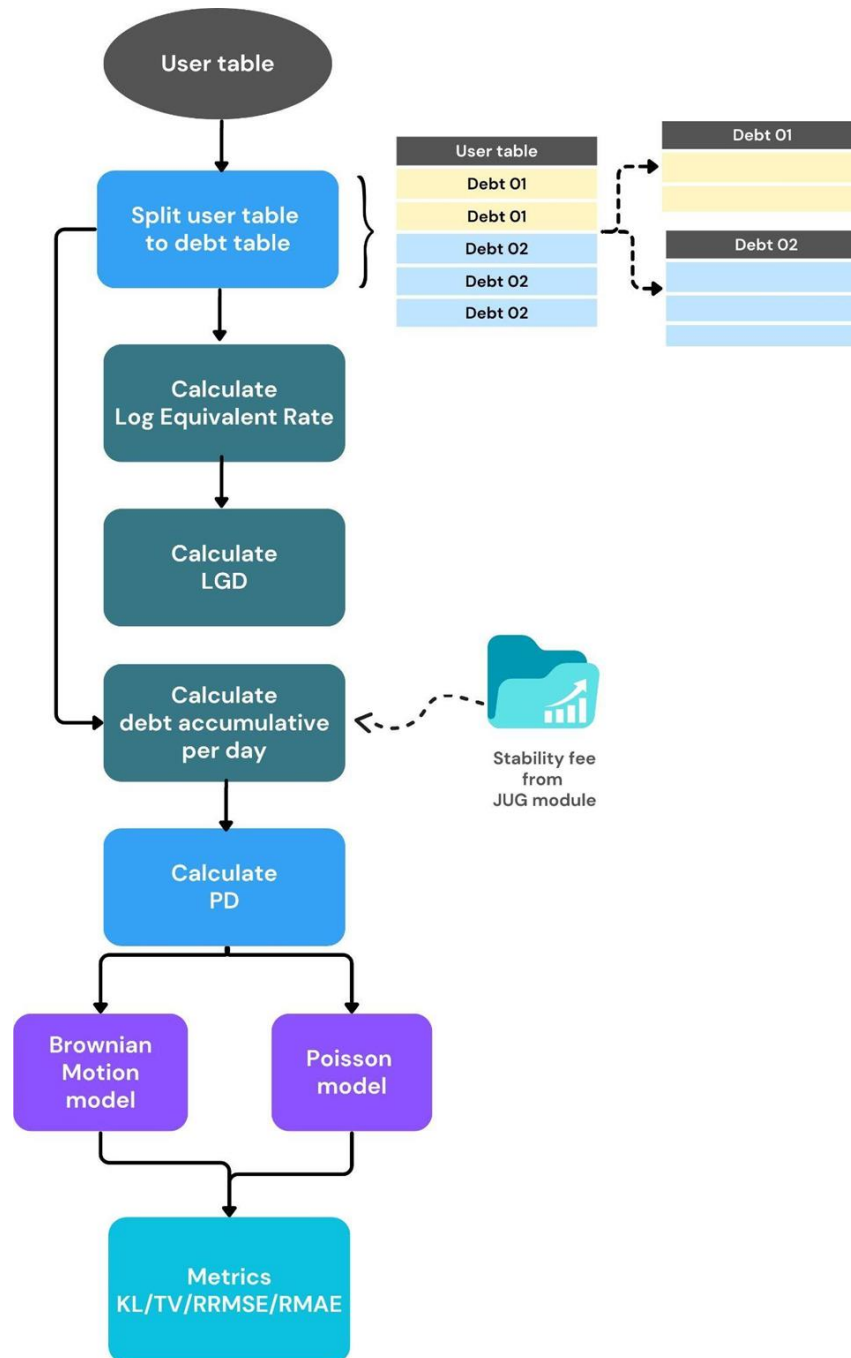 User table
Split user table
to debt table
User table
Debt 01
Debt 01
Debt 02
Debt 02
Debt 02
Debt 01
Debt 02
Calculate
Log Equivalent Rate
Calculate
LGD
Calculate
debt accumulative
per day
Stability fee
from
JUG module
Calculate
PD
Brownian
Motion
model
Poisson
model
Metrics
KL/TV/RRMSE/RMAE